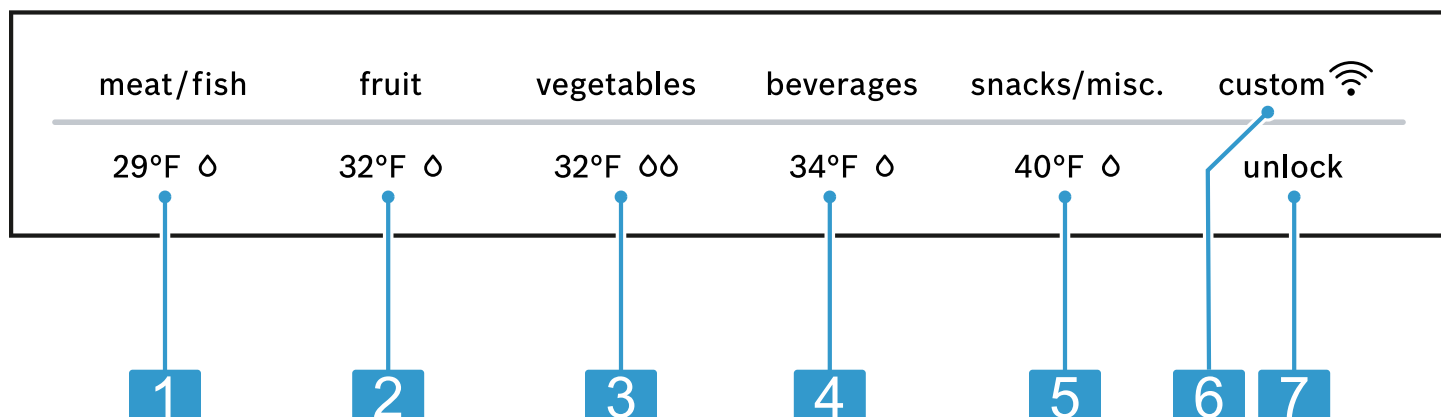 meat/fish fruit vegetables beverages snacks/misc. custom
29°F 32°F 32°F 34°F 40°F unlock
1 2 3 4 5 6 7